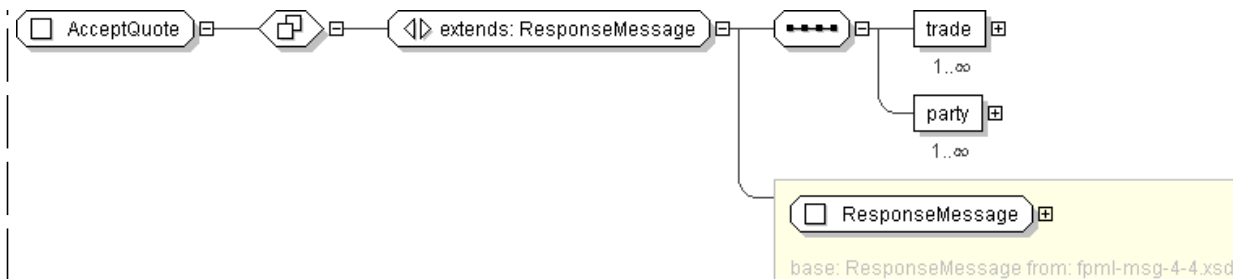 AcceptQuote extends: ResponseMessage trade
1..∞
party
1..∞
ResponseMessage
base: ResponseMessage from: fpml-msg-4-4.xsd